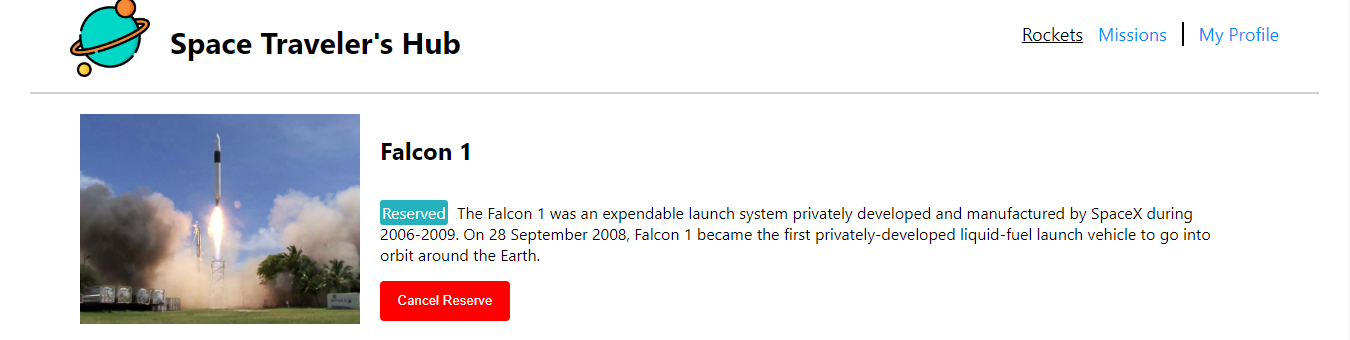 Space Traveler's Hub
Rockets Missions My Profile
Falcon 1
Reserved The Falcon 1 was an expendable launch system privately developed and manufactured by SpaceX during
2006-2009. On 28 September 2008, Falcon 1 became the first privately-developed liquid-fuel launch vehicle to go into
orbit around the Earth.
Cancel Reserve